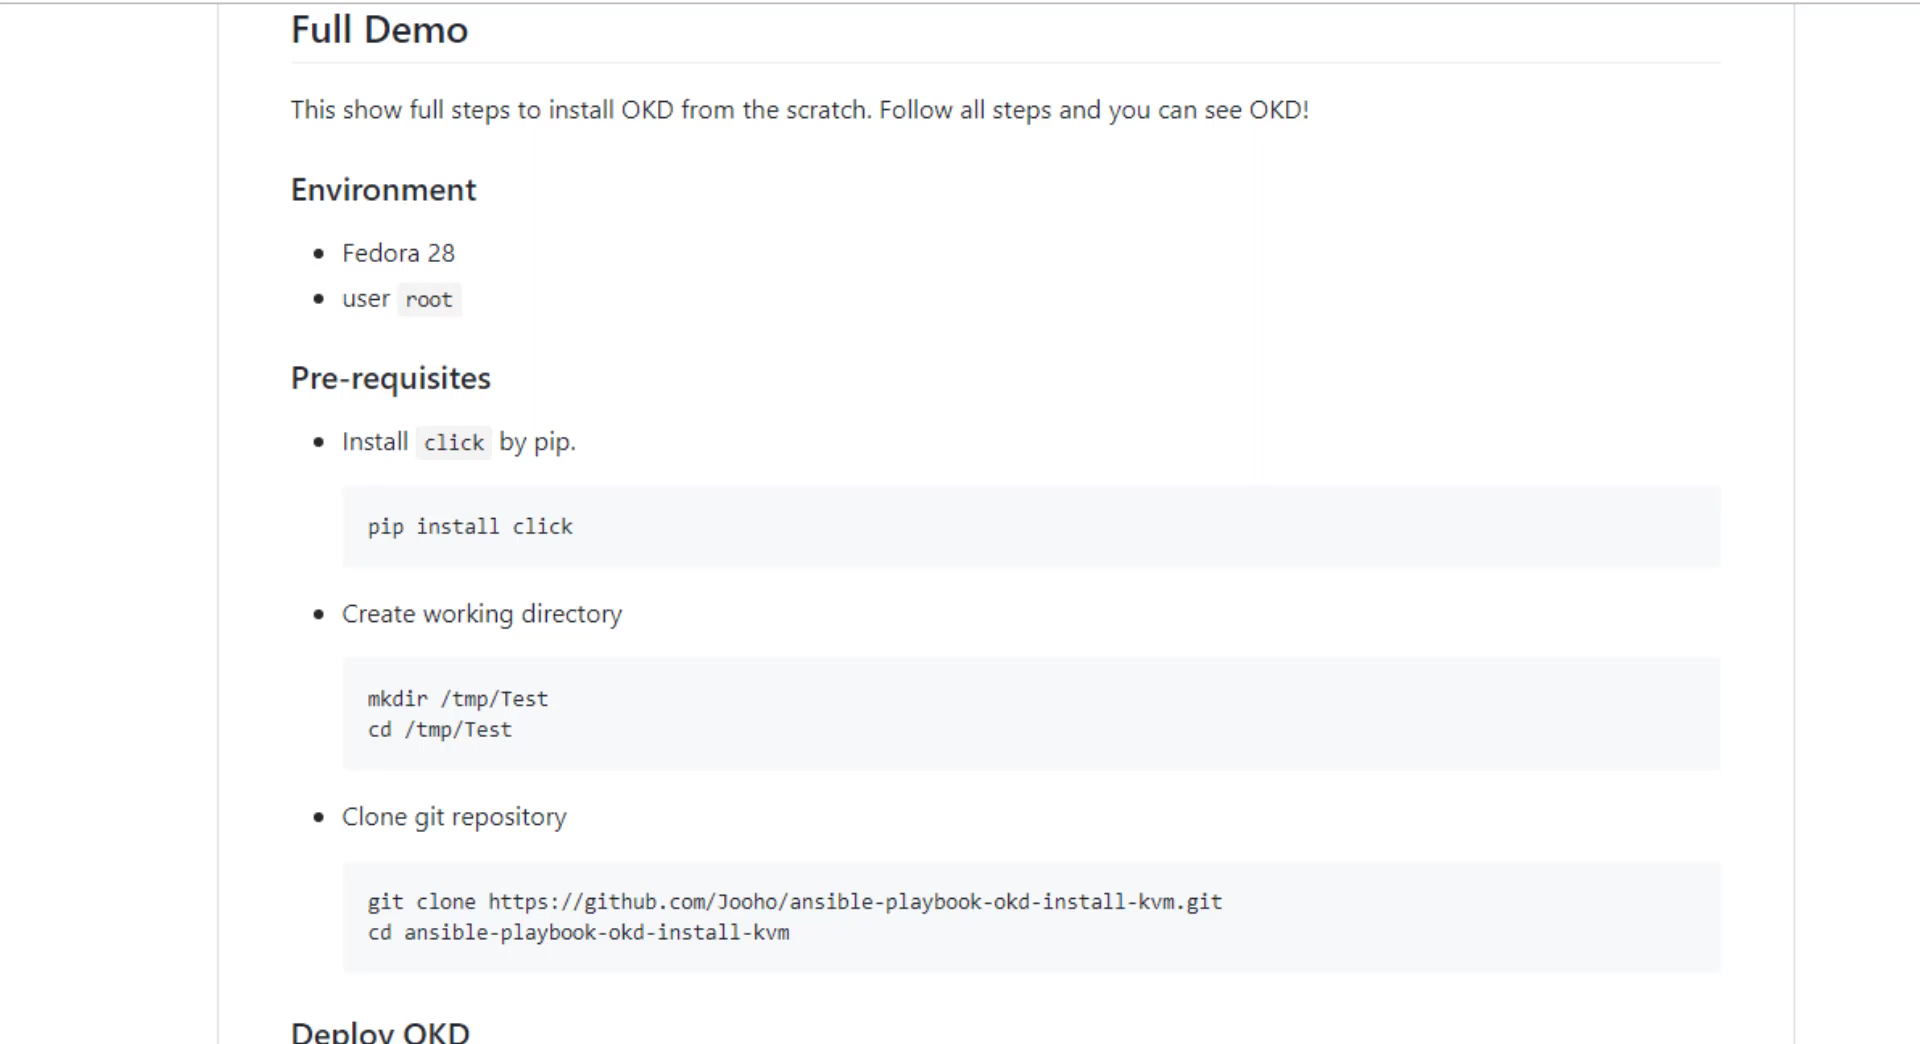 Full Demo
This show full steps to install OKD from the scratch. Follow all steps and you can see OKD!
Environment
Fedora 28
user root
Pre-requisites
Install click by pip.
pip install click
Create working directory
mkdir /tmp/Test
cd /tmp/Test
Clone git repository
git clone https://github.com/Jooho/ansible-playbook-okd-install-kvm.git
cd ansible-playbook-okd-install-kvm
Deploy OKD